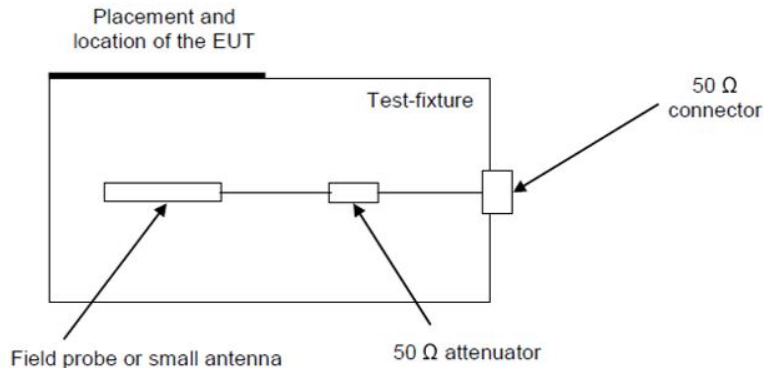 Placement and
location of the EUT
Test-fixture
50 Ω
connector
Field probe or small antenna
50 Ω attenuator